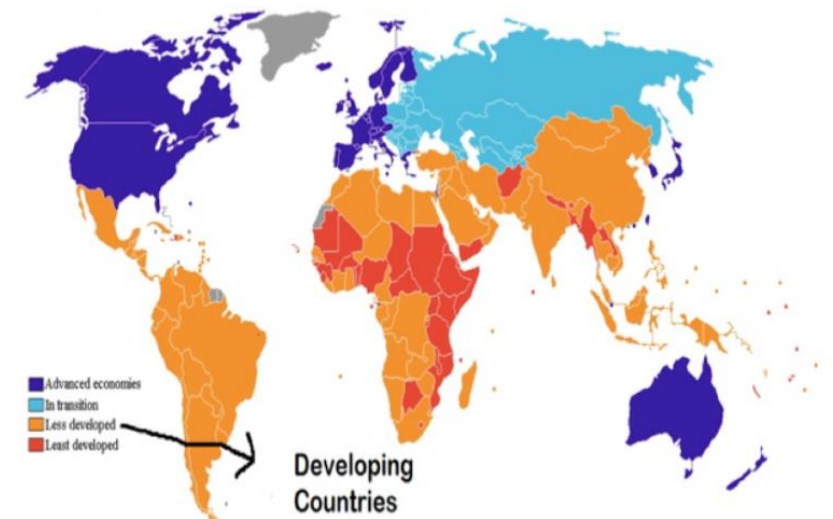 Advanced economies
In transition
Less developed
Least developed
Developing
Countries